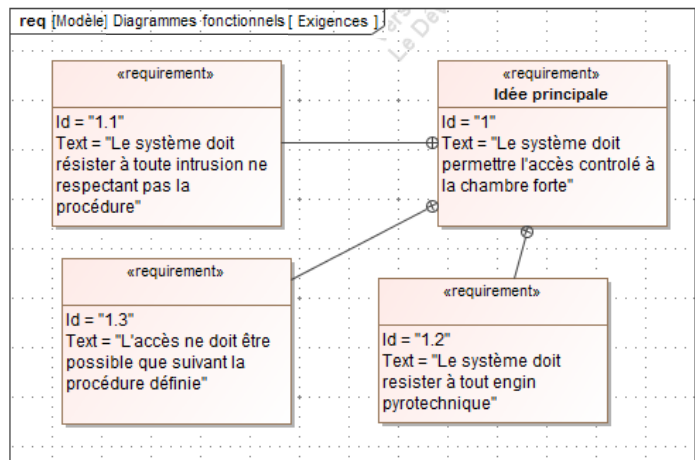 req [Modèle] Diagrammes fonctionnels [ Exigences ]
«requirement»
Id = "1.1"
Text = "Le système doit
résister à toute intrusion ne
respectant pas la
procédure"
«requirement»
Idée principale
Id = "1"
Text = "Le système doit
permettre l'accès controlé à
la chambre forte"
«requirement»
Id = "1.3"
Text = "L'accès ne doit être
possible que suivant la
procédure définie"
«requirement»
Id = "1.2"
Text = "Le système doit
resister à tout engin
pyrotechnique"